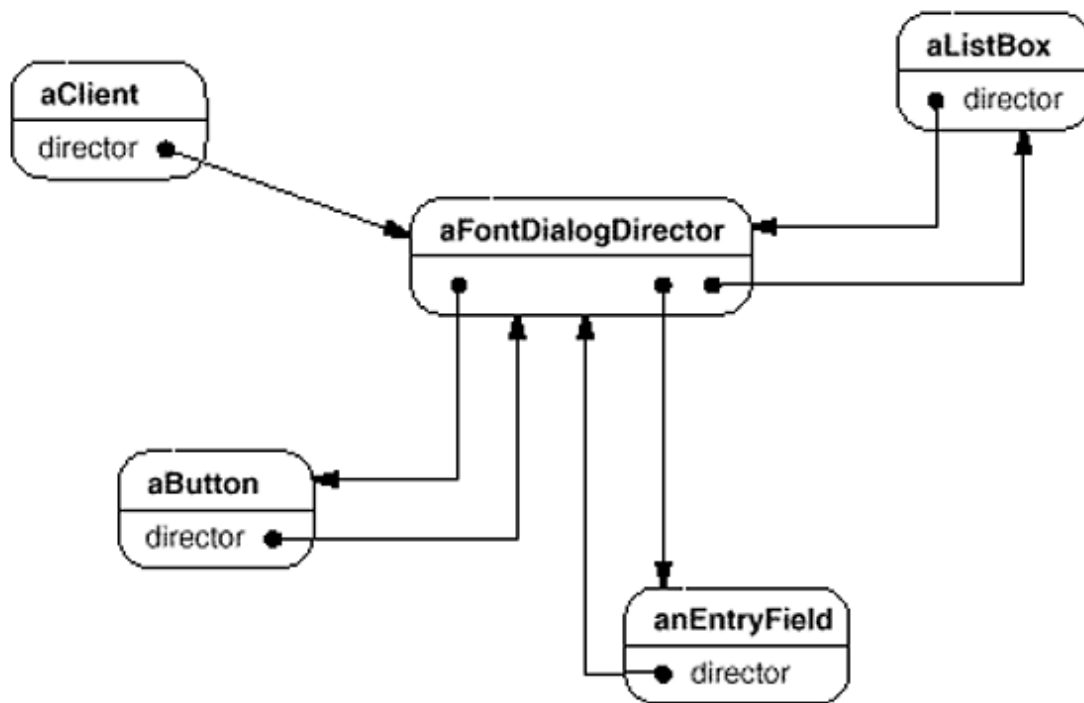 aListBox
director
aClient
director
aFontDialogDirector
aButton
director
anEntryField
director